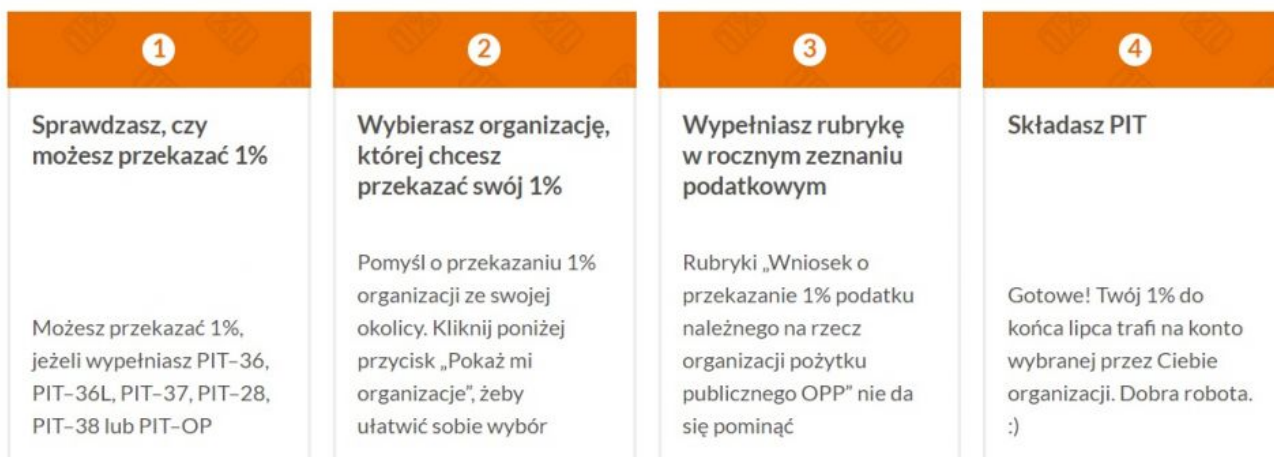 1
Sprawdzasz, czy
możesz przekazać 1%
Możesz przekazać 1%,
jeżeli wypełniasz PIT–36,
PIT–36L, PIT–37, PIT–28,
PIT–38 lub PIT–OP
2
Wybierasz organizację,
której chcesz
przekazać swój 1%
Pomyśl o przekazaniu 1%
organizacji ze swojej
okolicy. Kliknij poniżej
przycisk „Pokaż mi
organizacje”, żeby
ułatwić sobie wybór
3
Wypełniasz rubrykę
w rocznym zeznaniu
podatkowym
Rubryki „Wniosek o
przekazanie 1% podatku
należnego na rzecz
organizacji pożytku
publicznego OPP” nie da
się pominąć
4
Składasz PIT
Gotowe! Twój 1% do
końca lipca trafi na konto
wybranej przez Ciebie
organizacji. Dobra robota.
:)